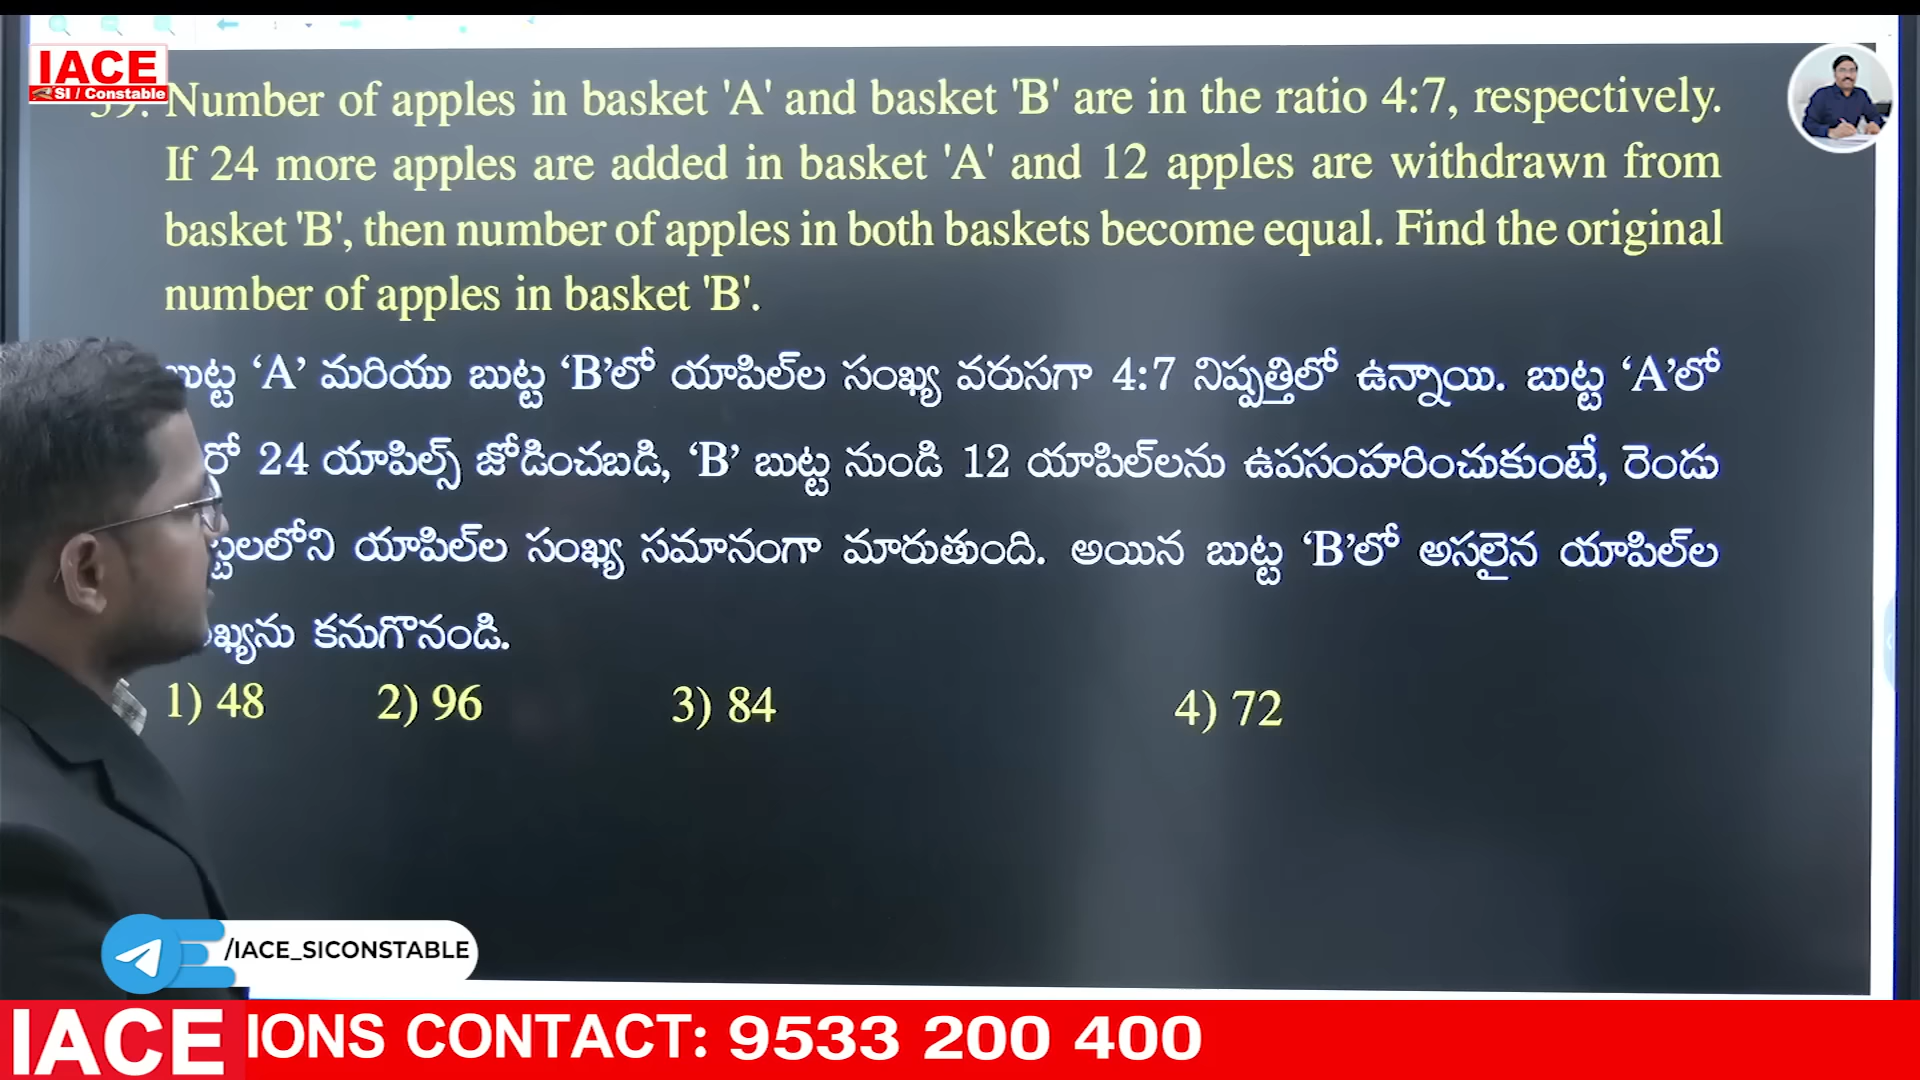 IACE
SI / Constable
39. Number of apples in basket 'A' and basket 'B' are in the ratio 4:7, respectively.
If 24 more apples are added in basket 'A' and 12 apples are withdrawn from
basket 'B', then number of apples in both baskets become equal. Find the original
number of apples in basket 'B'.
బుట్ట ‘A’ మరియు బుట్ట ‘B’లో యాపిల్‌ల సంఖ్య వరుసగా 4:7 నిష్పత్తిలో ఉన్నాయి. బుట్ట ‘A’లో
24 యాపిల్స్ జోడించబడి, ‘B’ బుట్ట నుండి 12 యాపిల్‌లను ఉపసంహరించుకుంటే, రెండు
యాపిల్‌ల సంఖ్య సమానంగా మారుతుంది. అయిన బుట్ట ‘B’లో అసలైన యాపిల్‌ల
కనుగొనండి.
1) 48 2) 96 3) 84 4) 72
/IACE_SICONSTABLE
IACE IONS CONTACT: 9533 200 400